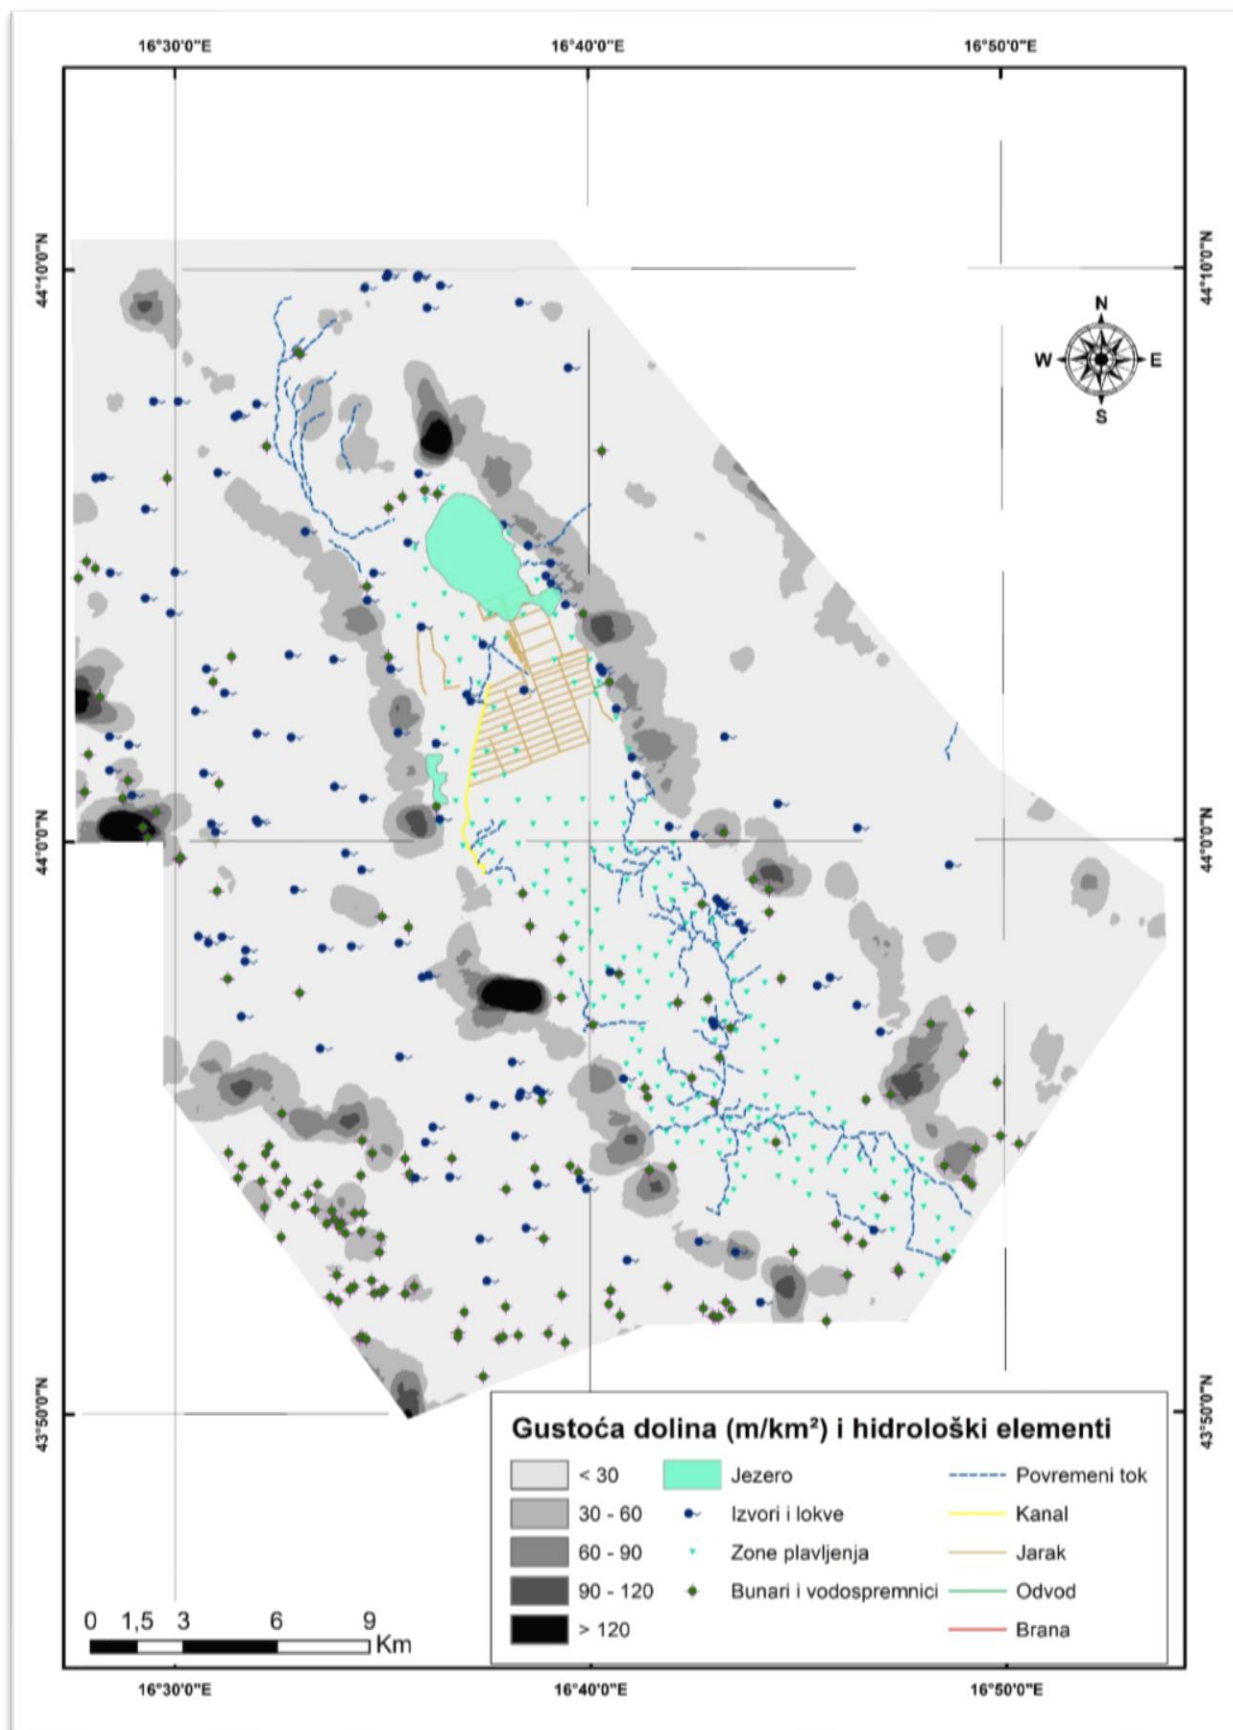 16°30'0"E 16°40'0"E 16°50'0"E
44°10'0"N 44°10'0"N
N
W E
S
44°0'0"N 44°0'0"N
43°50'0"N 43°50'0"N
Gustoća dolina (m/km²) i hidrološki elementi
< 30 Jezero Povremeni tok
30 - 60 Izvori i lokve Kanal
60 - 90 Zone plavljenja Jarak
90 - 120 Bunari i vodospremnici Odvod
> 120 Brana
0 1,5 3 6 9
Km
16°30'0"E 16°40'0"E 16°50'0"E